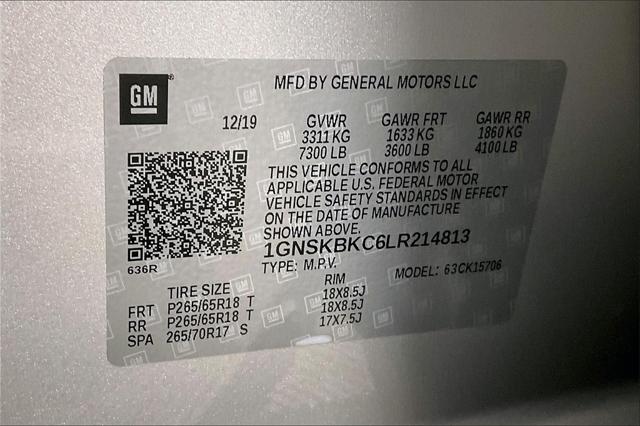 GM
MFD BY GENERAL MOTORS LLC
12/19 GVWR GAWR FRT GAWR RR
3311 KG 1633 KG 1860 KG
7300 LB 3600 LB 4100 LB
THIS VEHICLE CONFORMS TO ALL
APPLICABLE U.S. FEDERAL MOTOR
VEHICLE SAFETY STANDARDS IN EFFECT
ON THE DATE OF MANUFACTURE
SHOWN ABOVE.
1GNSKBKC6LR214813
636R
TYPE: M.P.V. MODEL: 63CK15706
TIRE SIZE RIM
FRT P265/65R18 T 18X8.5J
RR P265/65R18 T 18X8.5J
SPA 265/70R17 S 17X7.5J